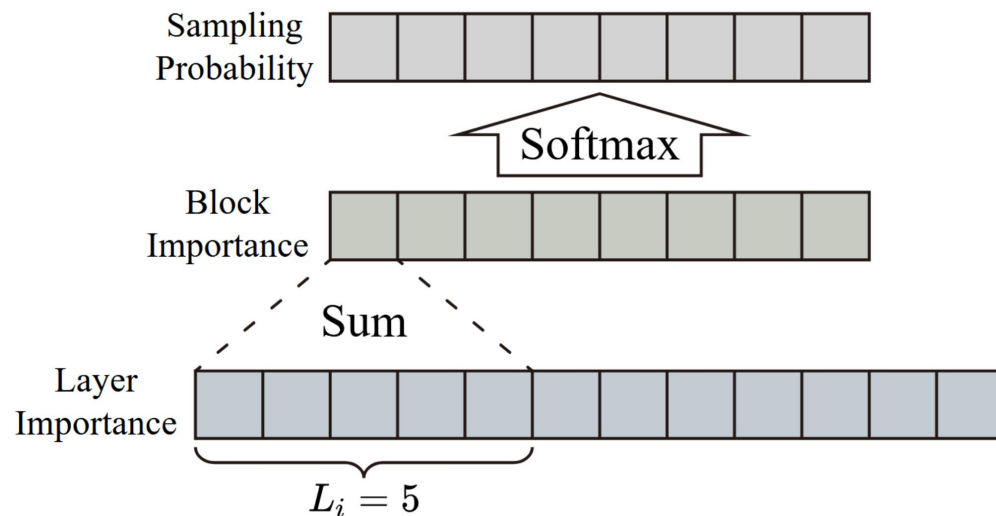 Sampling
Probability
Softmax
Block
Importance
Sum
Layer
Importance
L_i = 5